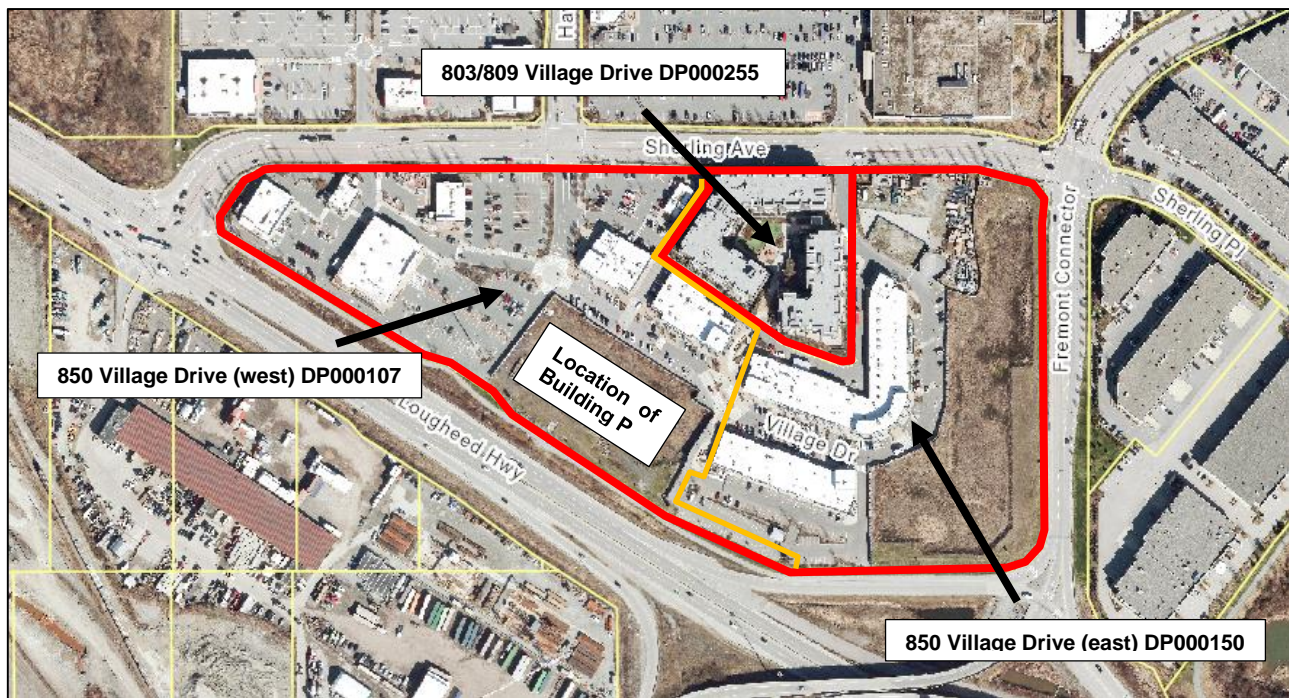 Ha
803/809 Village Drive DP000255
Sherling Ave
Sherling Pl
Fremont Connector
850 Village Drive (west) DP000107
Location of
Building P
Lougheed Hwy
Village Dr
850 Village Drive (east) DP000150